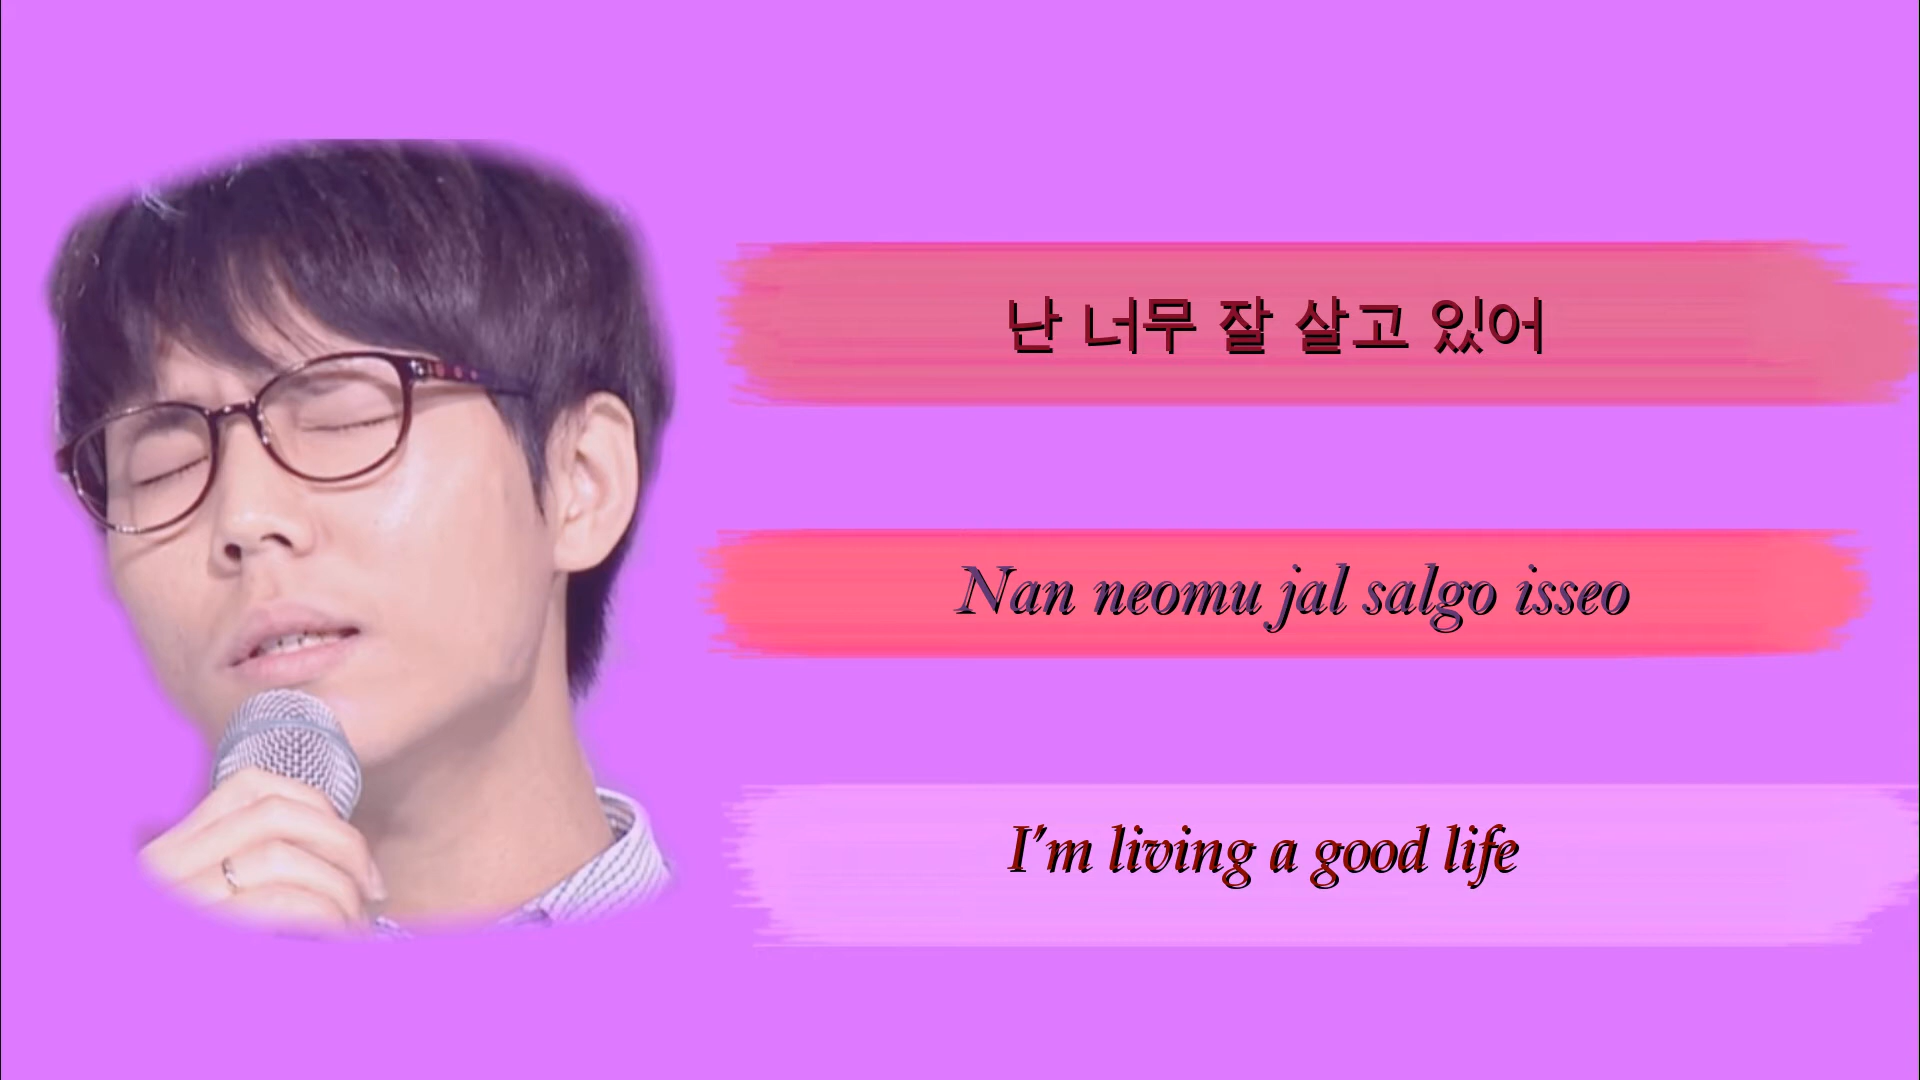 난 너무 잘 살고 있어
Nan neomu jal salgo isseo
I'm living a good life